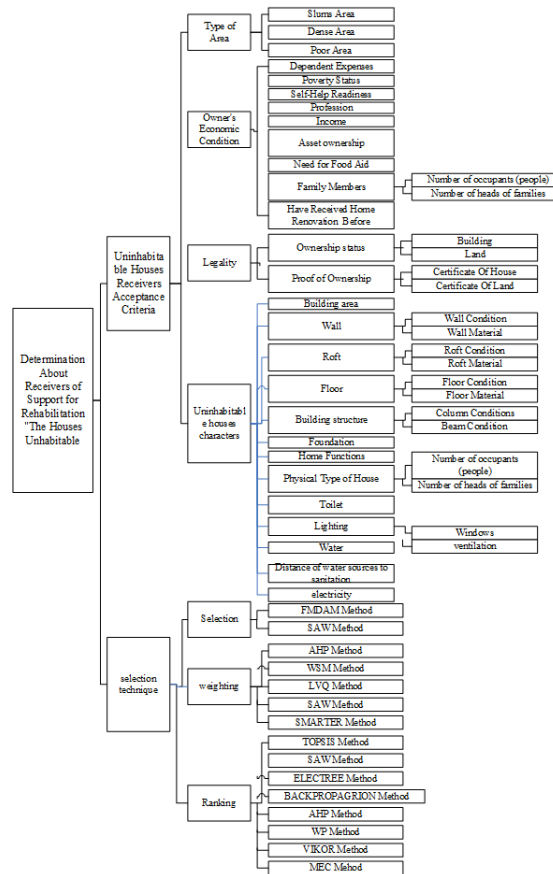 Determination
About
Receivers of
Support for
Rehabilitation
"The Houses
Unhabitable
Uninhabita
ble Houses
Receivers
Acceptance
Criteria
Type of
Area
Slums Area
Dense Area
Poor Area
Owner's
Economic
Condition
Dependent Expenses
Poverty Status
Self-Help Readiness
Profession
Income
Asset ownership
Need for Food Aid
Family Members
Number of occupants (people)
Number of heads of families
Have Received Home
Renovation Before
Legality
Ownership status
Building
Land
Proof of Ownership
Certificate Of House
Certificate Of Land
Uninhabitabl
e houses
characters
Building area
Wall
Wall Condition
Wall Material
Roft
Roft Condition
Roft Material
Floor
Floor Condition
Floor Material
Building structure
Column Conditions
Beam Condition
Foundation
Home Functions
Physical Type of House
Number of occupants
(people)
Number of heads of families
Toilet
Lighting
Windows
ventilation
Water
Distance of water sources to
sanitation
electricity
selection
technique
Selection
FMDAM Method
SAW Method
weighting
AHP Method
WSM Method
LVQ Method
SAW Method
SMARTER Method
Ranking
TOPSIS Method
SAW Method
ELECTREE Method
BACKPROPAGRION Method
AHP Method
WP Method
VIKOR Method
MEC Mehod